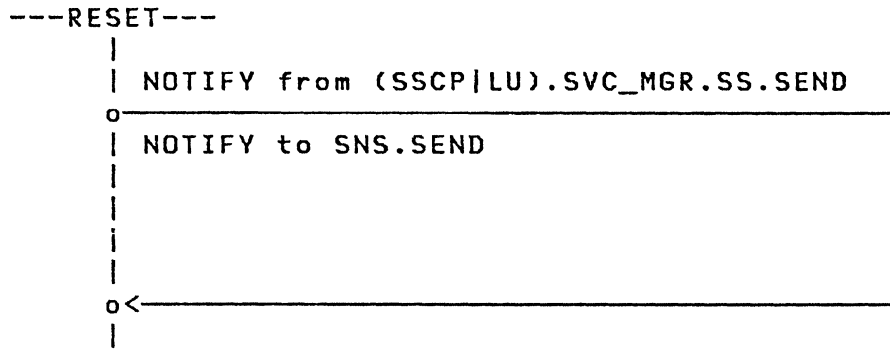 ---RESET---
NOTIFY from (SSCP|LU).SVC_MGR.SS.SEND
NOTIFY to SNS.SEND